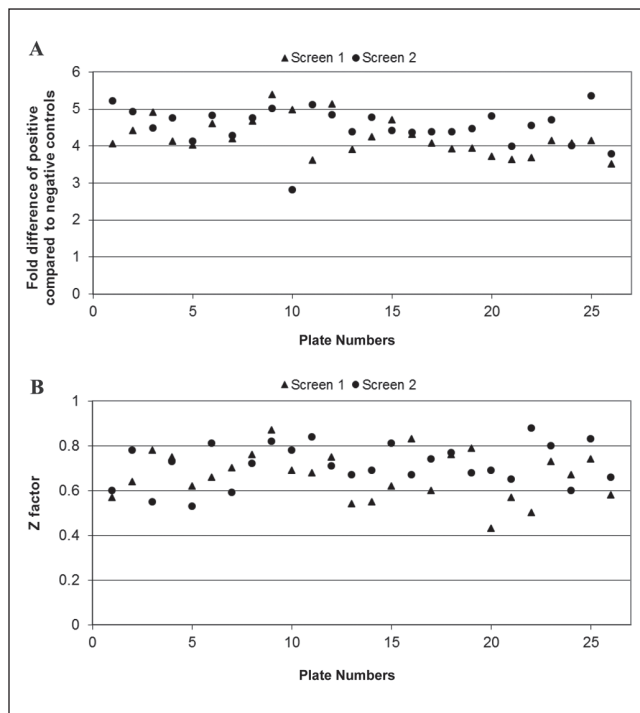 A
▲Screen 1 ●Screen 2
Fold difference of positive
compared to negative controls
6
5
4
3
2
1
0
0 5 10 15 20 25
Plate Numbers
B
▲Screen 1 ●Screen 2
Z factor
1
0.8
0.6
0.4
0.2
0
0 5 10 15 20 25
Plate Numbers